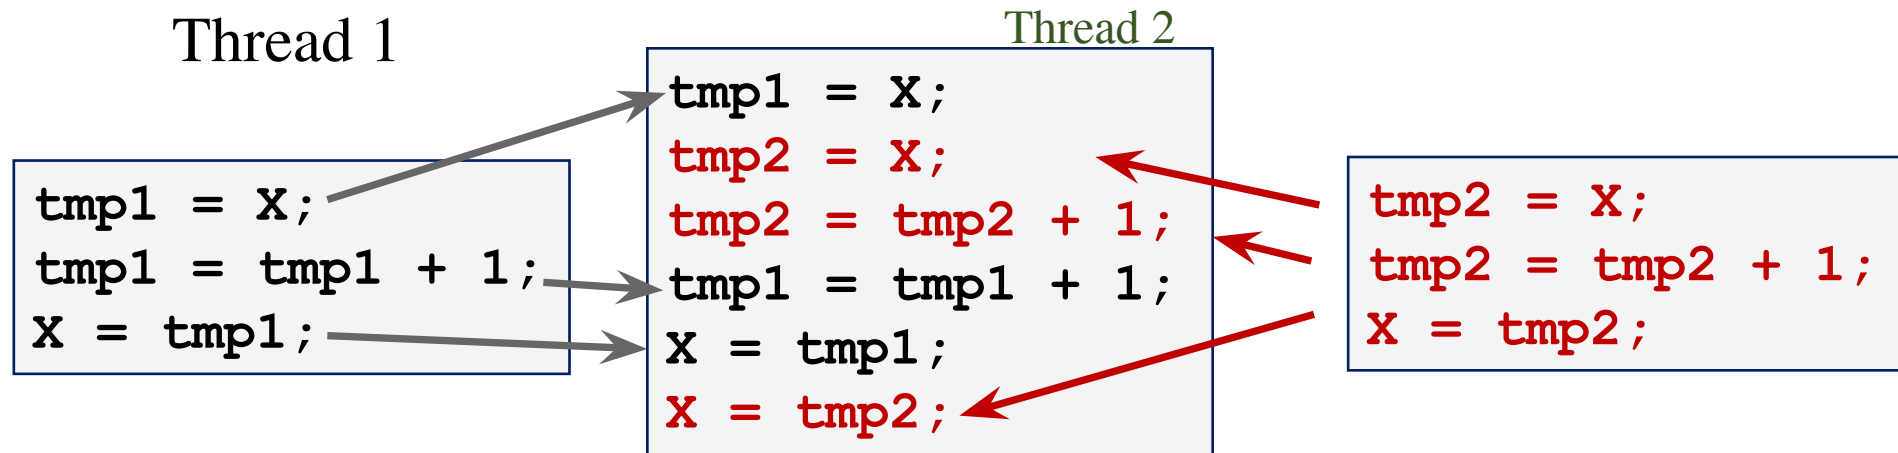 Thread 1
Thread 2
tmp1 = X;
tmp1 = tmp1 + 1;
X = tmp1;
tmp1 = X;
tmp2 = X;
tmp2 = tmp2 + 1;
tmp1 = tmp1 + 1;
X = tmp1;
X = tmp2;
tmp2 = X;
tmp2 = tmp2 + 1;
X = tmp2;